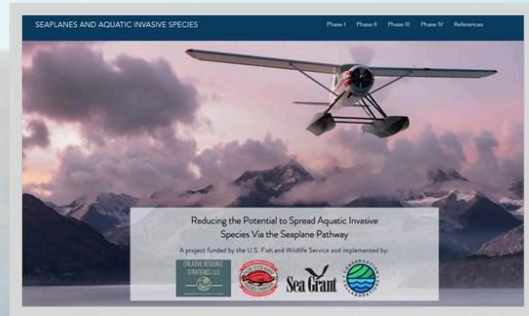 SEAPLANES AND AQUATIC INVASIVE SPECIES
Phase I Phase II Phase III Phase IV References
Reducing the Potential to Spread Aquatic Invasive
Species Via the Seaplane Pathway
A project funded by the U.S. Fish and Wildlife Service and implemented by:
CREATIVE RESOURCE
STRATEGIES, LLC
Sea Grant